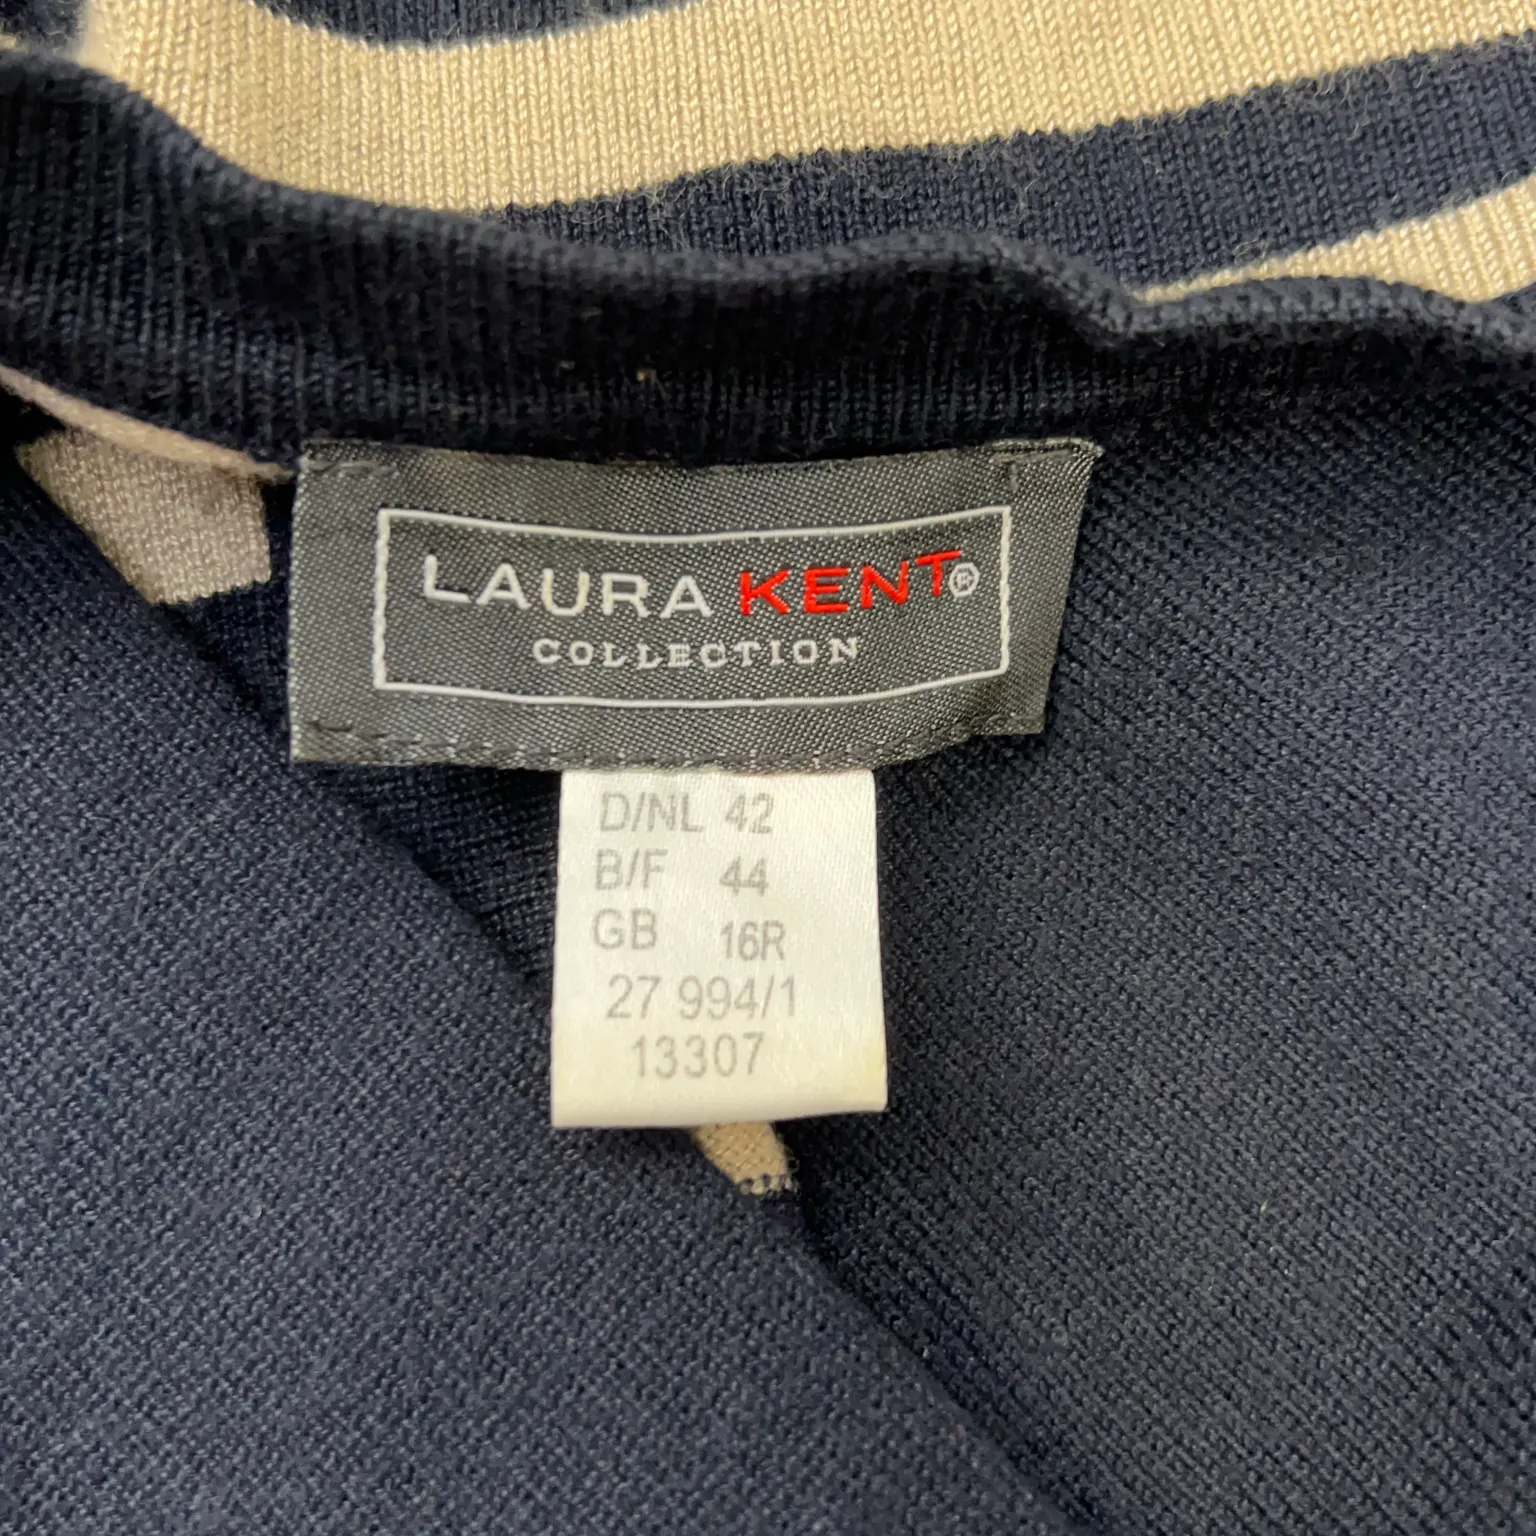 LAURA KENT®
COLLECTION
D/NL 42
B/F 44
GB 16R
27 994/1
13307